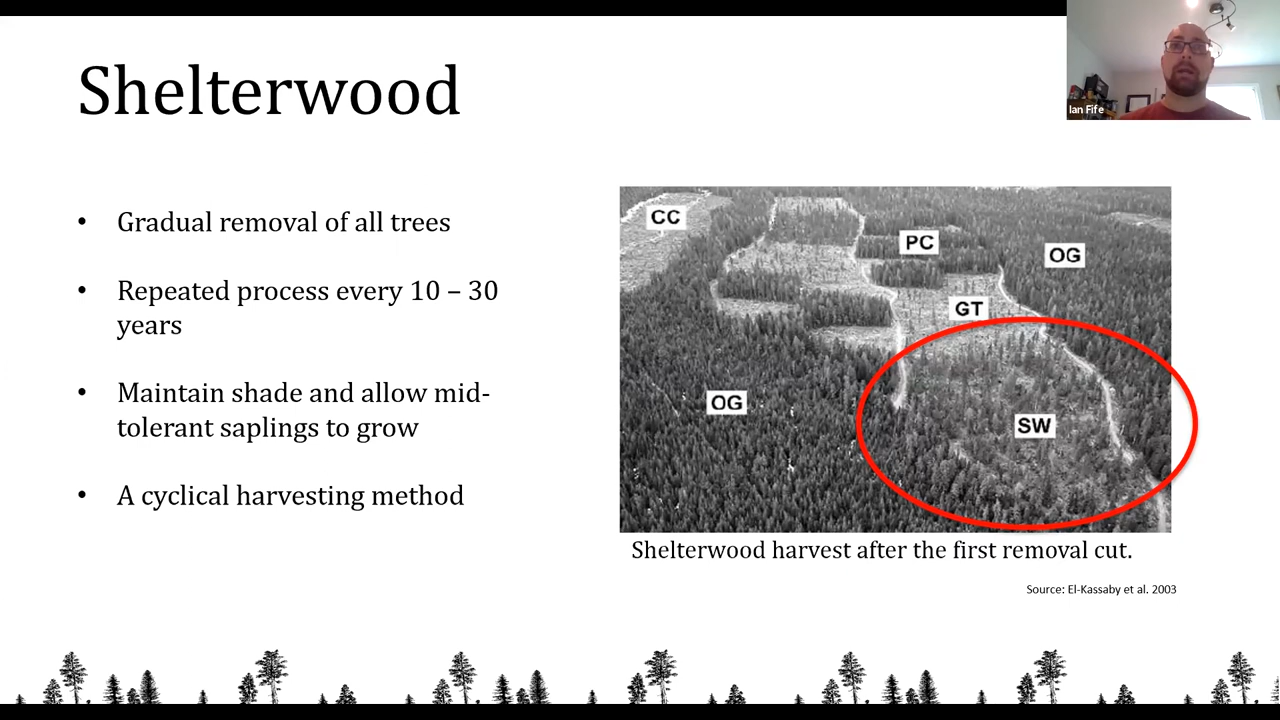 Shelterwood
Ian Fife
• Gradual removal of all trees
• Repeated process every 10 – 30
years
• Maintain shade and allow mid-
tolerant saplings to grow
• A cyclical harvesting method
CC
PC
OG
GT
OG
SW
Shelterwood harvest after the first removal cut.
Source: El-Kassaby et al. 2003